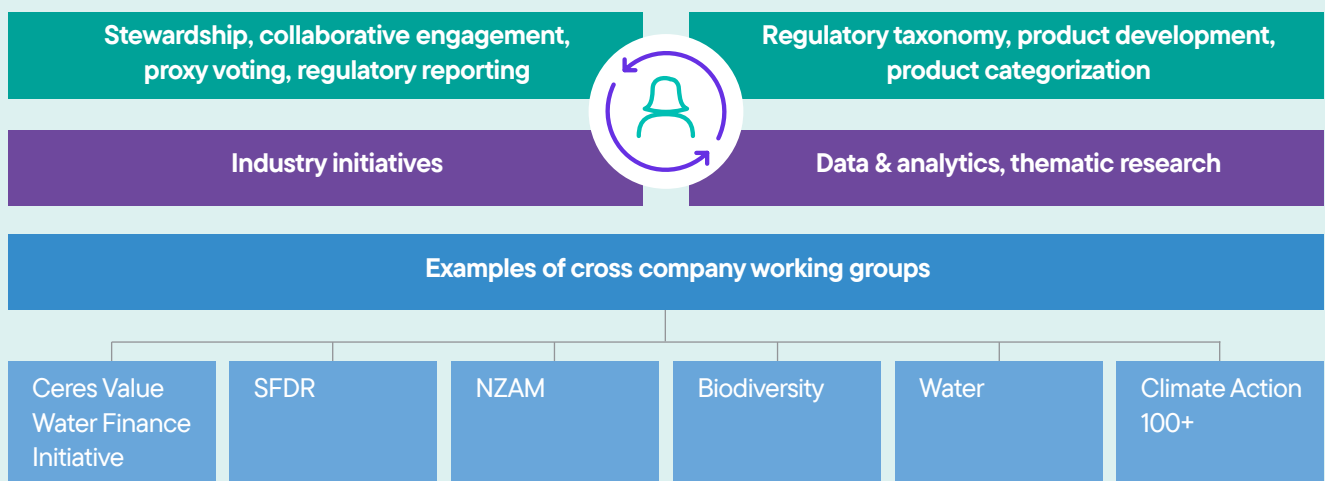 Stewardship, collaborative engagement,
proxy voting, regulatory reporting
Regulatory taxonomy, product development,
product categorization
Industry initiatives
Data & analytics, thematic research
Examples of cross company working groups
Ceres Value
Water Finance
Initiative
SFDR
NZAM
Biodiversity
Water
Climate Action
100+